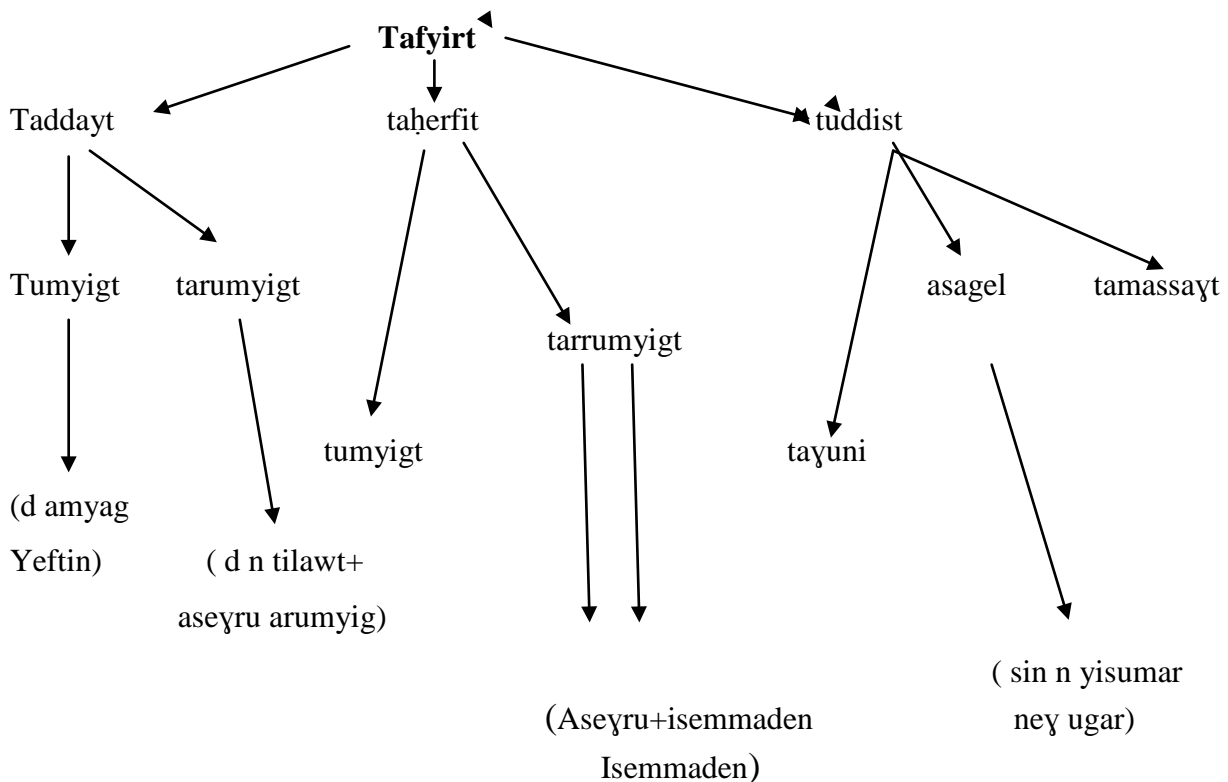 Tafyirt
Taddayt taḥerfit tuddist
Tumyigt tarumyigt asagel tamassaɣt
tarrumyigt
tumyigt taɣuni
(d amyag
Yeftin) ( d n tilawt+
aseɣru arumyig)
( sin n yisumar
(Aseɣru+isemmaden neɣ ugar)
Isemmaden)